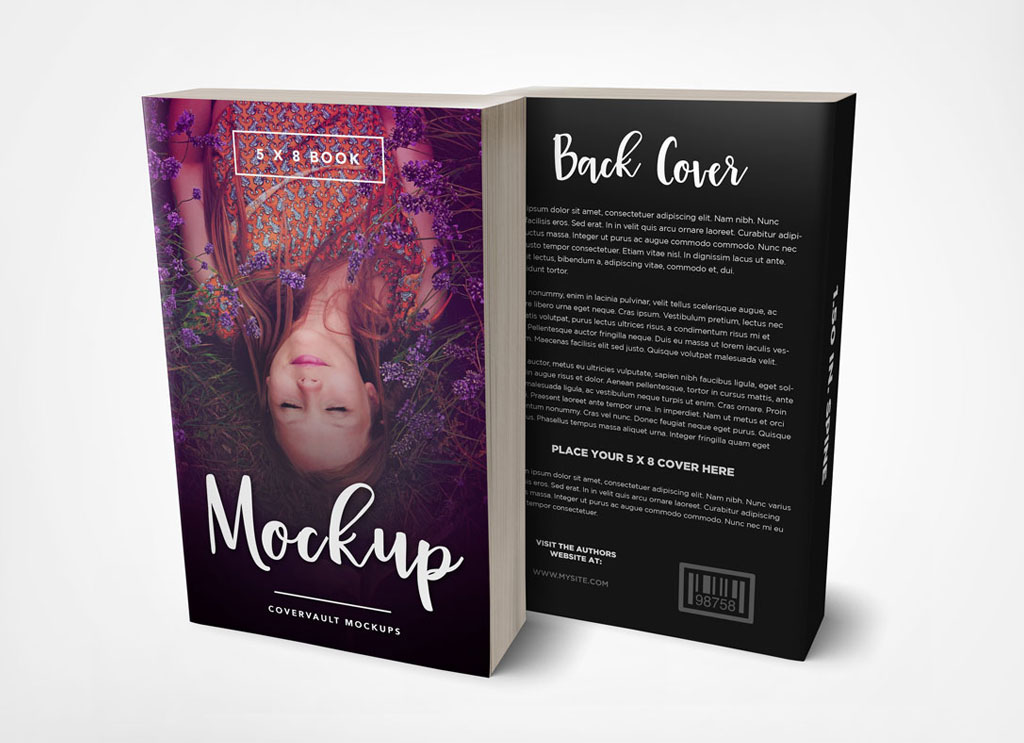 5 X 8 BOOK
Mockup
COVERVAULT MOCKUPS
Back Cover
ipsum dolor sit amet, consectetuer adipiscing elit. Nam nibh. Nunc
facilisis eros. Sed erat. In in velit quis arcu ornare laoreet. Curabitur adipi-
uctus massa. Integer ut purus ac augue commodo commodo. Nunc nec
usto tempor consectetuer. Etiam vitae nisl. In dignissim lacus ut ante.
lectus, bibendum a, adipiscing vitae, commodo et, dui.
idunt tortor.
nonummy, enim in lacinia pulvinar, velit tellus scelerisque augue, ac
libero urna eget neque. Cras ipsum. Vestibulum pretium, lectus nec
volutpat, purus lectus ultrices risus, a condimentum risus mi et
Pellentesque auctor fringilla neque. Duis eu massa ut lorem iaculis ves-
Maecenas facilisis elit sed justo. Quisque volutpat malesuada velit.
auctor, metus eu ultricies vulputate, sapien nibh faucibus ligula, eget sol-
in augue risus et dolor. Aenean pellentesque, tortor in cursus mattis, ante
malesuada ligula, ac vestibulum neque turpis ut enim. Cras ornare. Proin
Praesent laoreet ante tempor urna. In imperdiet. Nam ut metus et orci
entum nonummy. Cras vel nunc. Donec feugiat neque eget purus. Quisque
Phasellus tempus massa aliquet urna. Integer fringilla quam eget
PLACE YOUR 5 X 8 COVER HERE
ipsum dolor sit amet, consectetuer adipiscing elit. Nam nibh. Nunc varius
eros. Sed erat. In in velit quis arcu ornare laoreet. Curabitur adipiscing
massa. Integer ut purus ac augue commodo commodo. Nunc nec mi eu
tempor consectetuer.
VISIT THE AUTHORS
WEBSITE AT:
WWW.MYSITE.COM
98758
1.50 IN. SPINE